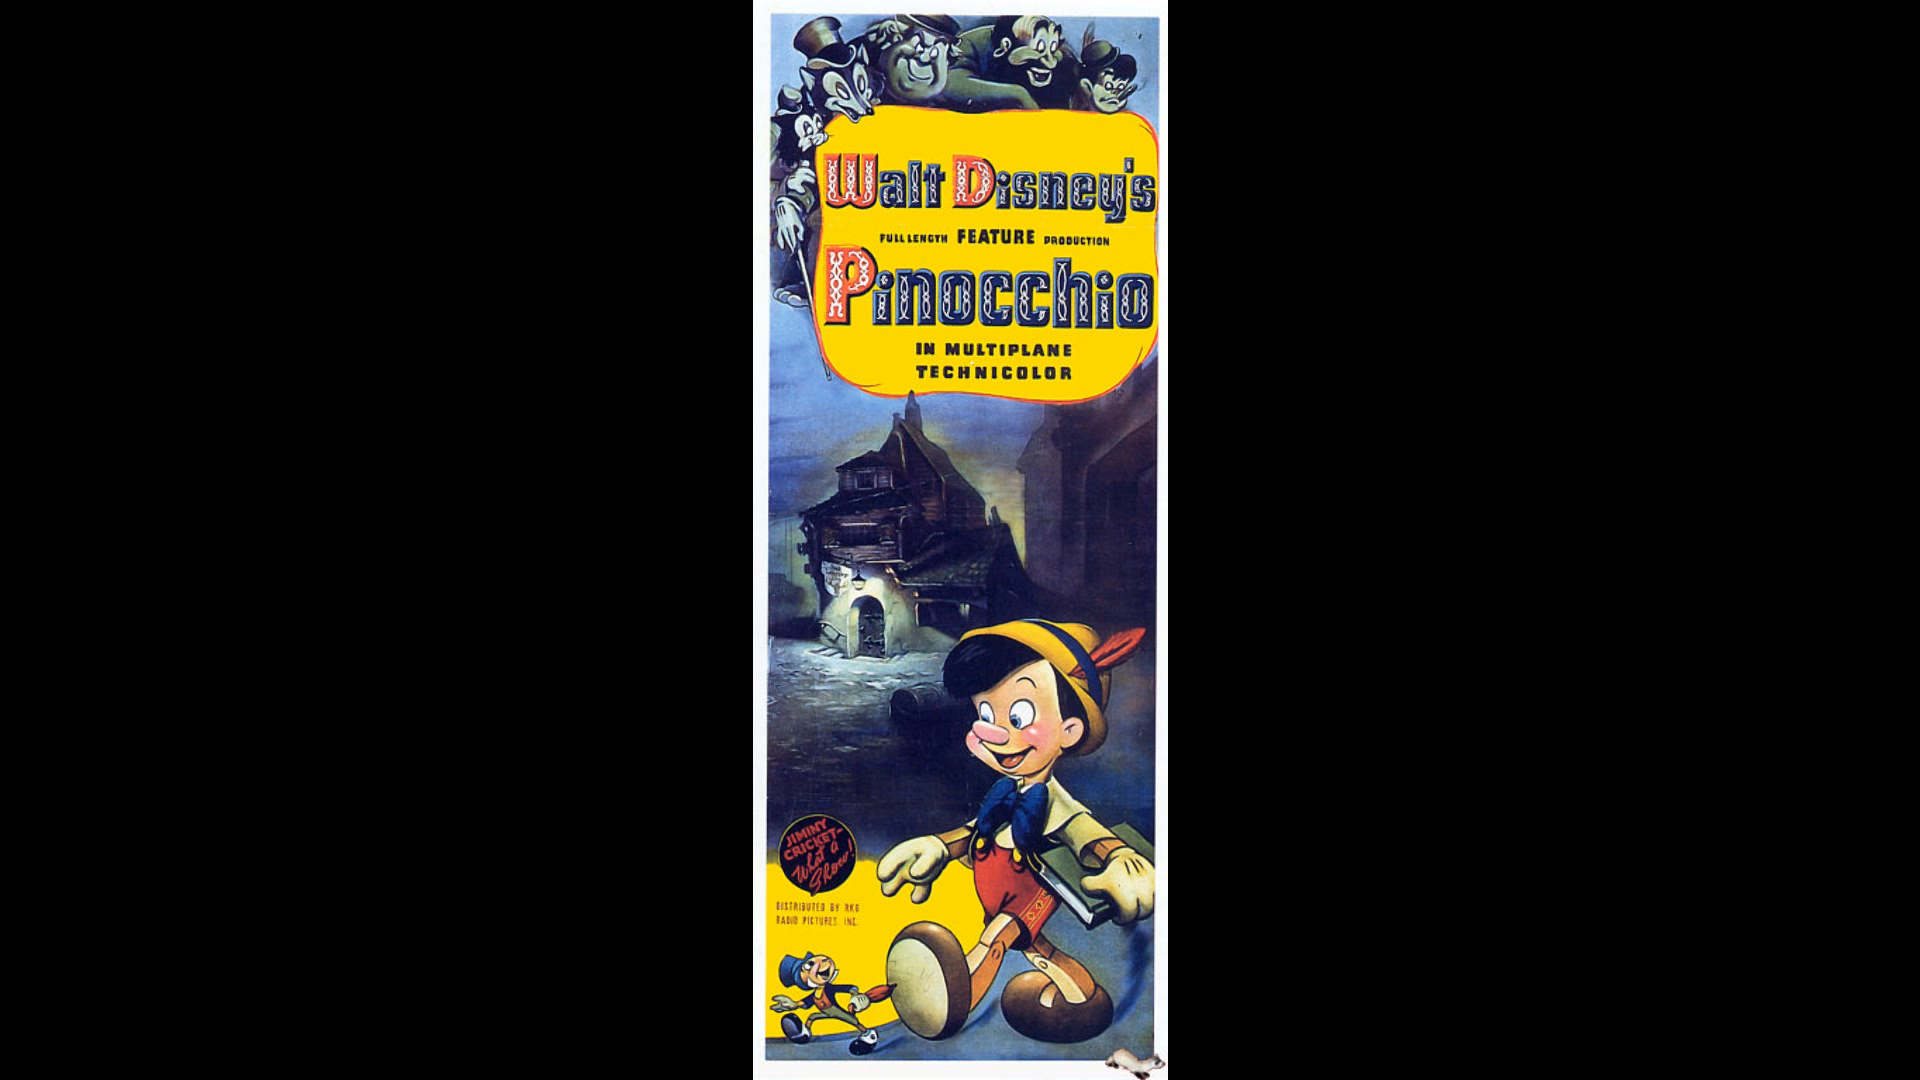 Walt Disney's
FULL LENGTH FEATURE PRODUCTION
Pinocchio
IN MULTIPLANE
TECHNICOLOR
JIMINY
CRICKET-
What a
Show!
DISTRIBUTED BY RKO
RADIO PICTURES, INC.